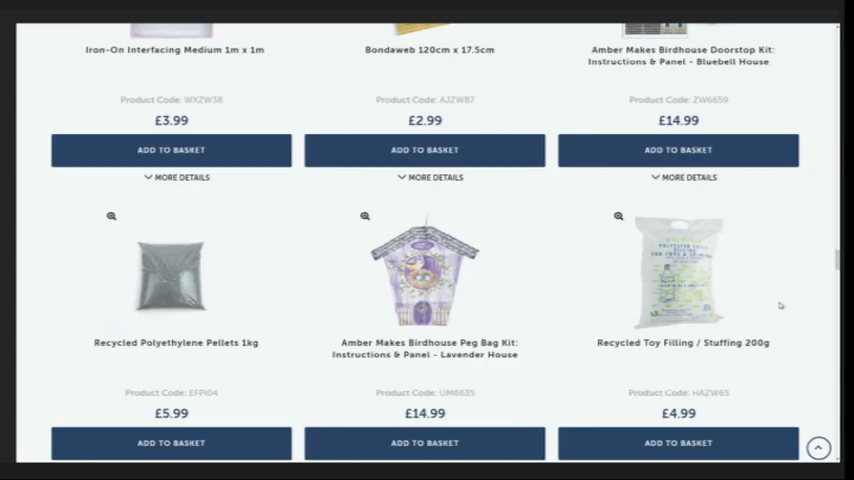 Iron-On Interfacing Medium 1m x 1m
Bondaweb 120cm x 17.5cm
Amber Makes Birdhouse Doorstop Kit:
Instructions & Panel - Bluebell House
Product Code: WXZW38
Product Code: AJZW87
Product Code: ZW6659
£3.99
£2.99
£14.99
ADD TO BASKET
ADD TO BASKET
ADD TO BASKET
MORE DETAILS
MORE DETAILS
MORE DETAILS
Recycled Polyethylene Pellets 1kg
Amber Makes Birdhouse Peg Bag Kit:
Instructions & Panel - Lavender House
Recycled Toy Filling / Stuffing 200g
Product Code: EFPI04
Product Code: UM6635
Product Code: HAZW65
£5.99
£14.99
£4.99
ADD TO BASKET
ADD TO BASKET
ADD TO BASKET